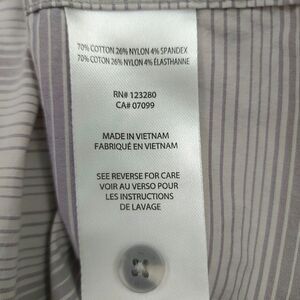 70% COTTON 26% NYLON 4% SPANDEX
70% COTON 26% NYLON 4% ÉLASTHANNE
RN# 123280
CA# 07099
MADE IN VIETNAM
FABRIQUÉ EN VIETNAM
SEE REVERSE FOR CARE
VOIR AU VERSO POUR
LES INSTRUCTIONS
DE LAVAGE